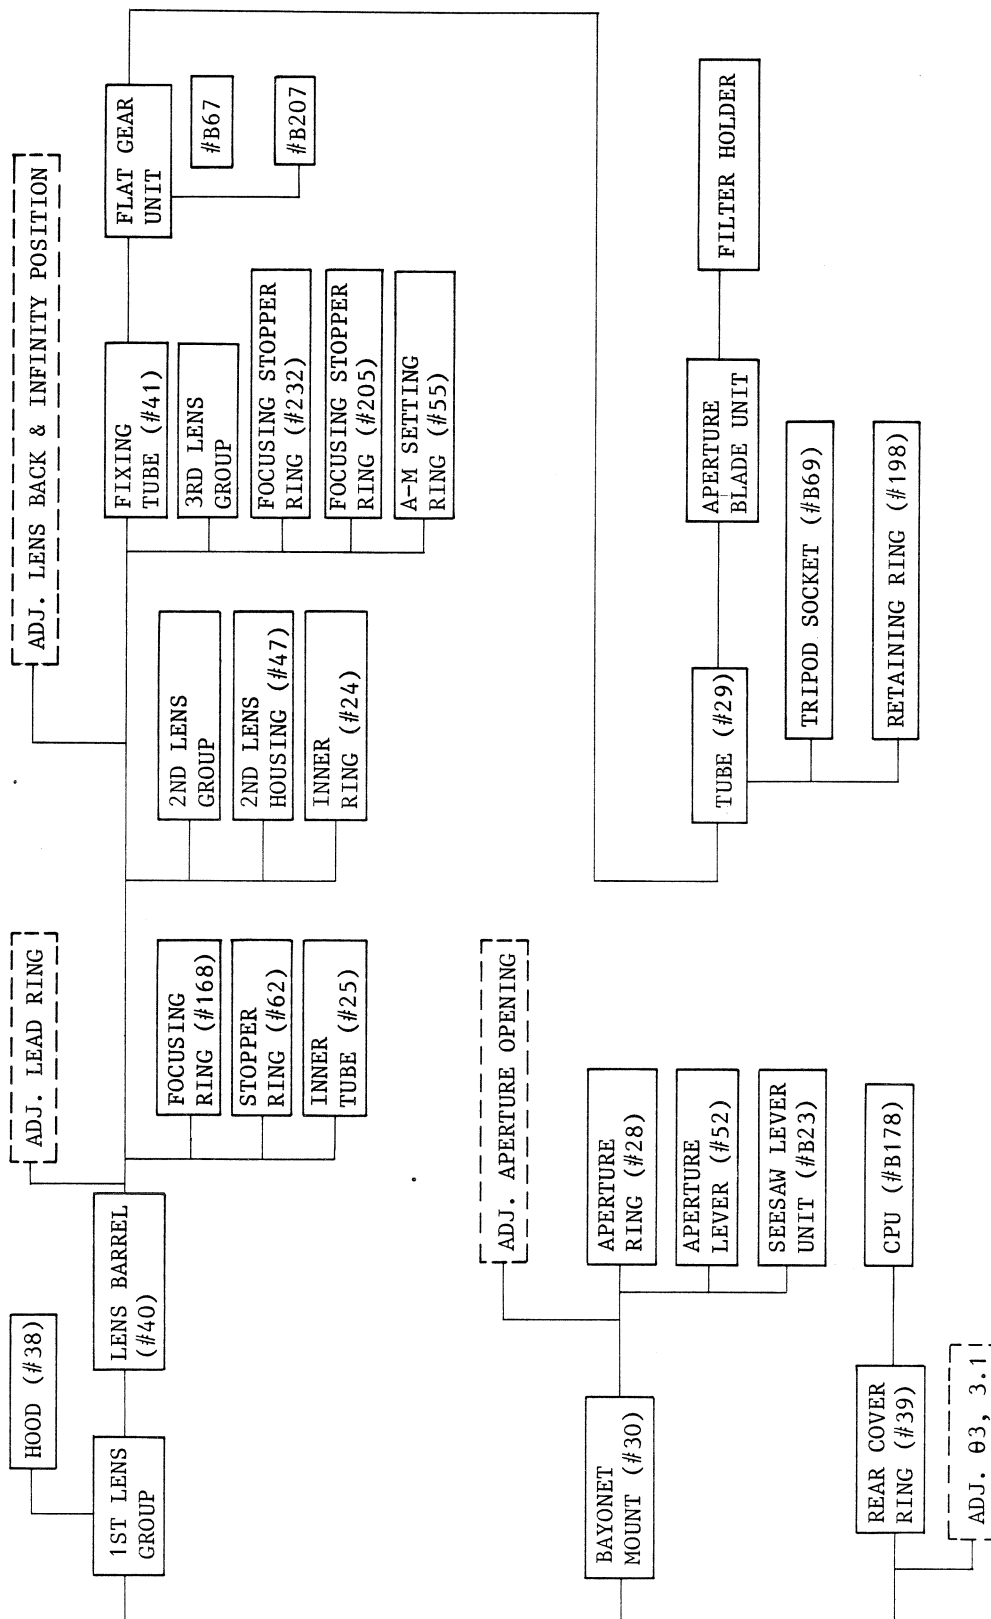 HOOD (#38)
1ST LENS
GROUP
LENS BARREL
(#40)
ADJ. LEAD RING
FOCUSING
RING (#168)
STOPPER
RING (#62)
INNER
TUBE (#25)
2ND LENS
GROUP
2ND LENS
HOUSING (#47)
INNER
RING (#24)
ADJ. LENS BACK & INFINITY POSITION
FIXING
TUBE (#41)
3RD LENS
GROUP
FOCUSING STOPPER
RING (#232)
FOCUSING STOPPER
RING (#205)
A-M SETTING
RING (#55)
FLAT GEAR
UNIT
#B67
#B207
BAYONET
MOUNT (#30)
ADJ. APERTURE OPENING
APERTURE
RING (#28)
APERTURE
LEVER (#52)
SEESAW LEVER
UNIT (#B23)
TUBE (#29)
TRIPOD SOCKET (#B69)
RETAINING RING (#198)
APERTURE
BLADE UNIT
FILTER HOLDER
REAR COVER
RING (#39)
CPU (#B178)
ADJ. θ3, 3.1